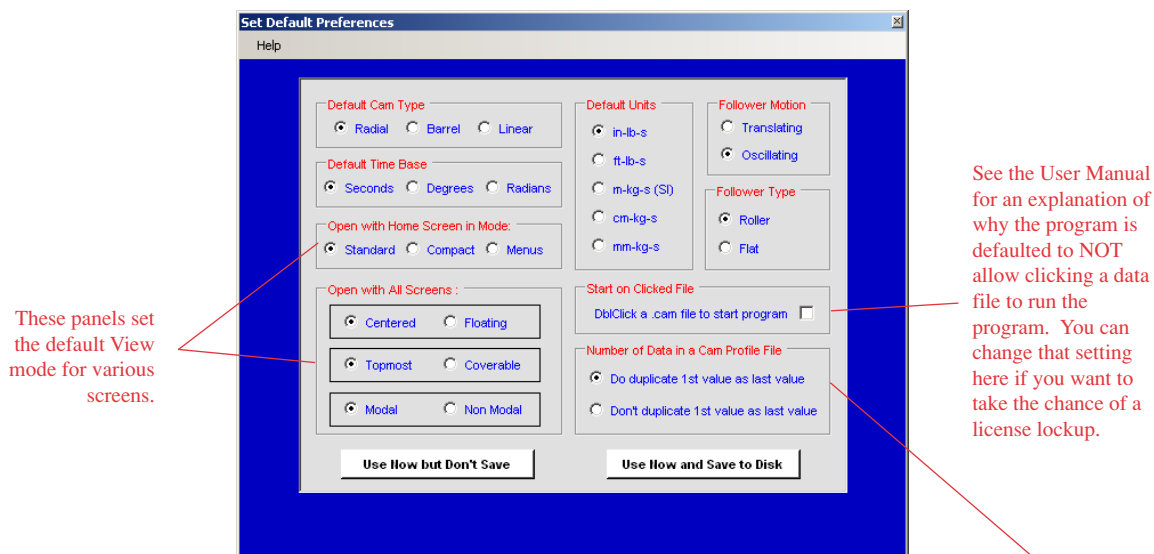 Set Default Preferences
Help
Default Cam Type
Radial Barrel Linear
Default Time Base
Seconds Degrees Radians
Open with Home Screen in Mode:
Standard Compact Menus
Open with All Screens :
Centered Floating
Topmost Coverable
Modal Non Modal
Default Units
in-lb-s
ft-lb-s
m-kg-s (SI)
cm-kg-s
mm-kg-s
Follower Motion
Translating
Oscillating
Follower Type
Roller
Flat
Start on Clicked File
DblClick a .cam file to start program
Number of Data in a Cam Profile File
Do duplicate 1st value as last value
Don't duplicate 1st value as last value
Use Now but Don't Save
Use Now and Save to Disk
These panels set
the default View
mode for various
screens.
See the User Manual
for an explanation of
why the program is
defaulted to NOT
allow clicking a data
file to run the
program. You can
change that setting
here if you want to
take the chance of a
license lockup.